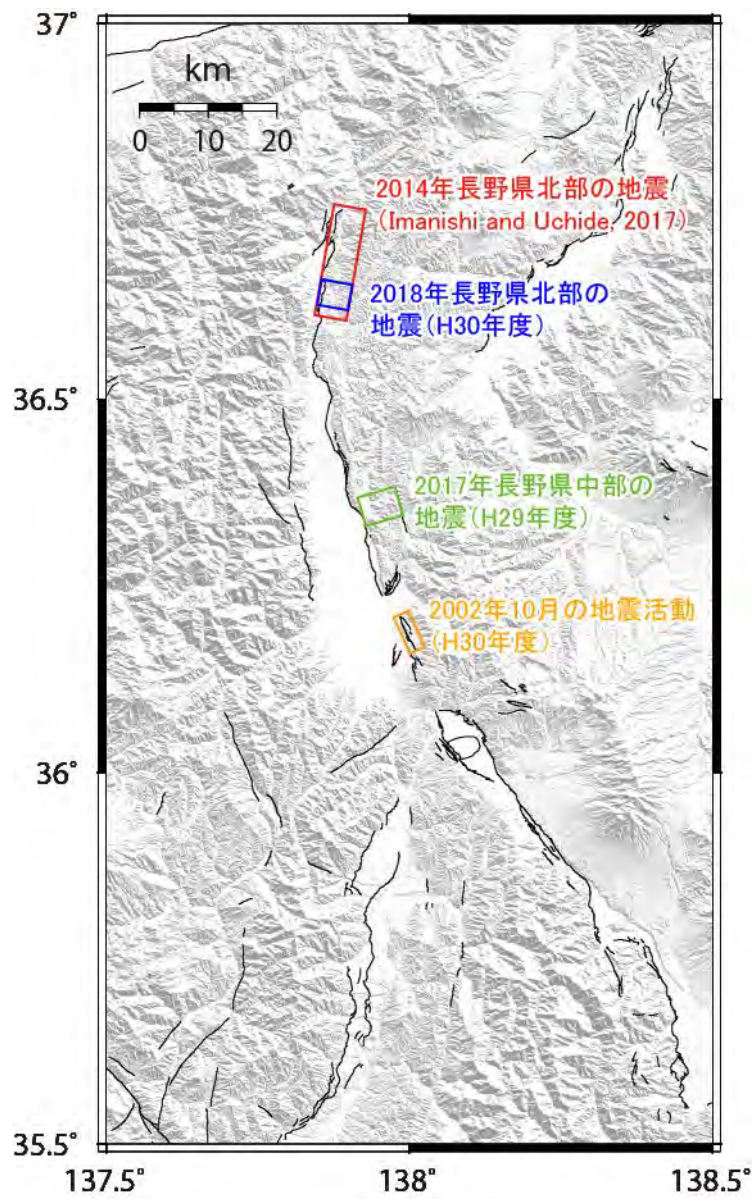 37°
km
0 10 20
2014年長野県北部の地震
(Imanishi and Uchide, 2017)
2018年長野県北部の
地震(H30年度)
36.5°
2017年長野県中部の
地震(H29年度)
2002年10月の地震活動
(H30年度)
36°
35.5°
137.5° 138° 138.5°